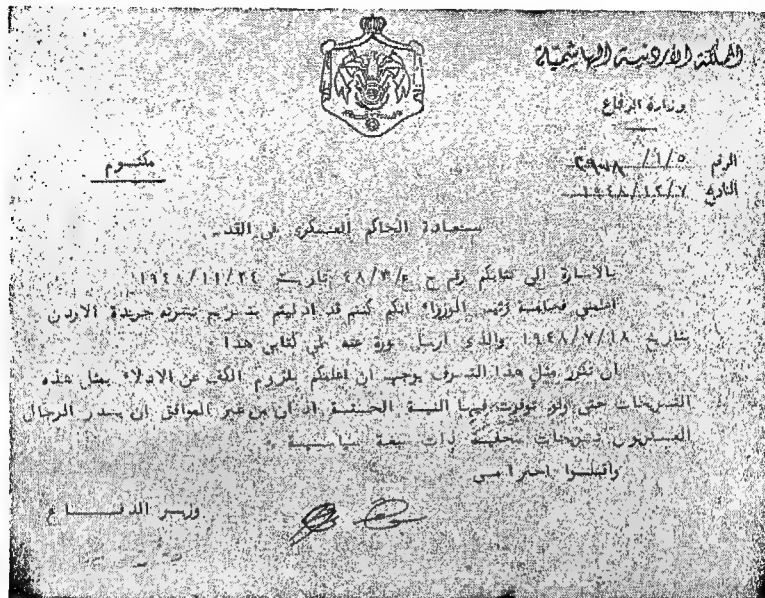 المملكة الأردنية الهاشمية
وزارة الدفاع
الرقم ١/٥/
التاريخ ١٩٤٨/١٢/٧
مكتوم
سعادة الحاكم العسكري في القدس
بالاشارة الى كتابكم رقم ح ع/٣/٤٨ تاريخ ١٩٤٨/١١/٢٤
اعلمني فخامة رئيس الوزراء انكم كنتم قد ادليتم بتصريح نشرته جريدة الاردن
بتاريخ ١٩٤٨/٧/١٨ والذي ارسل صورة عنه طي كتابي هذا
ان تكرر مثل هذا التصرف يوجب ان ابلغكم بلزوم الكف عن الادلاء بمثل هذه
التصريحات حتى ولو توفرت فيها النية الحسنة اذ ان من غير الموافق ان يصدر الرجال
العسكريون تصريحات محلية ذات صبغة سياسية .
واقبلوا احترامي
وزير الدفاع